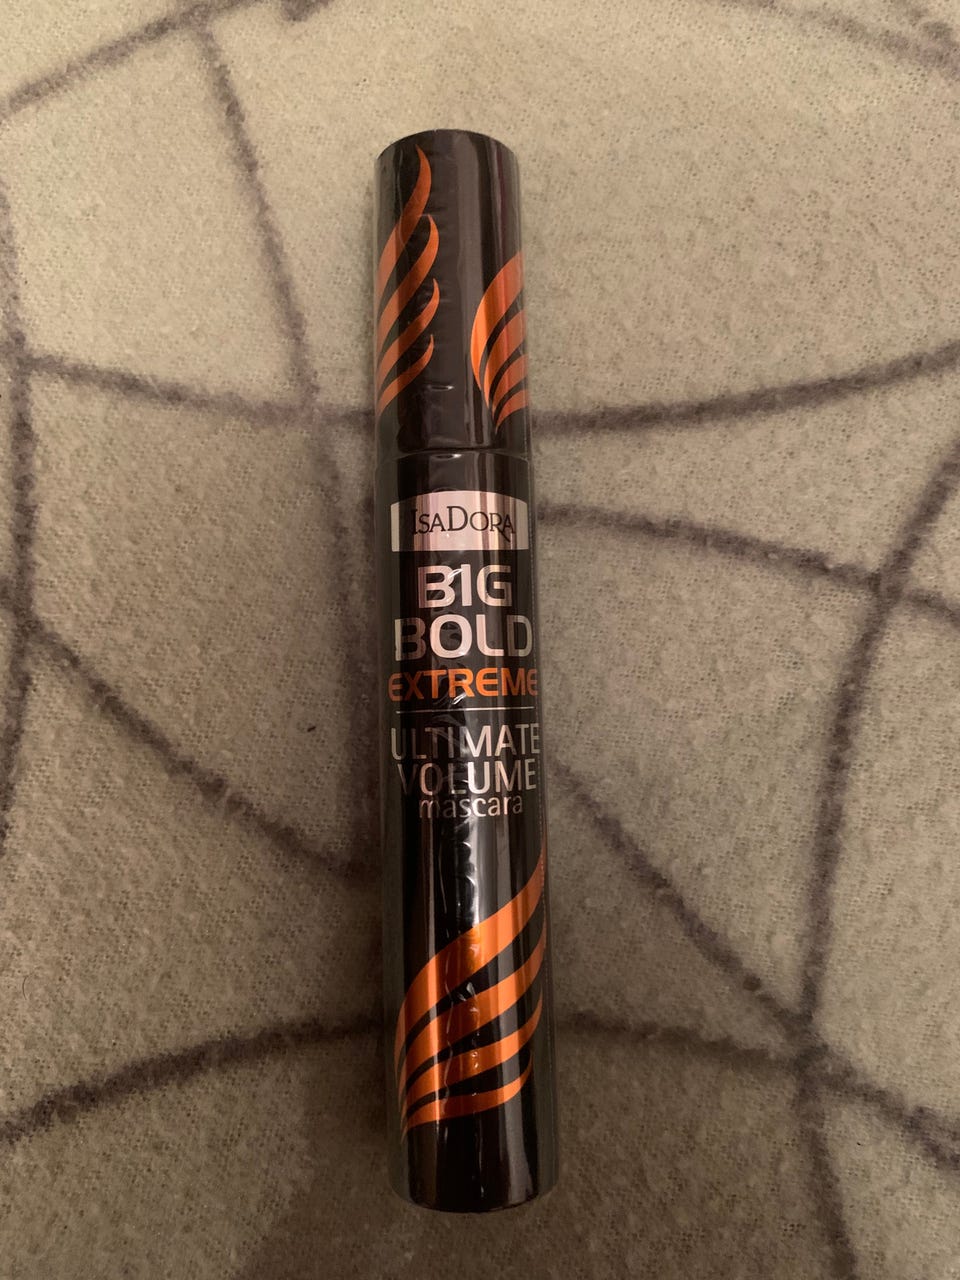 ISADORA
BIG
BOLD
EXTREME
ULTIMATE
VOLUME
mascara